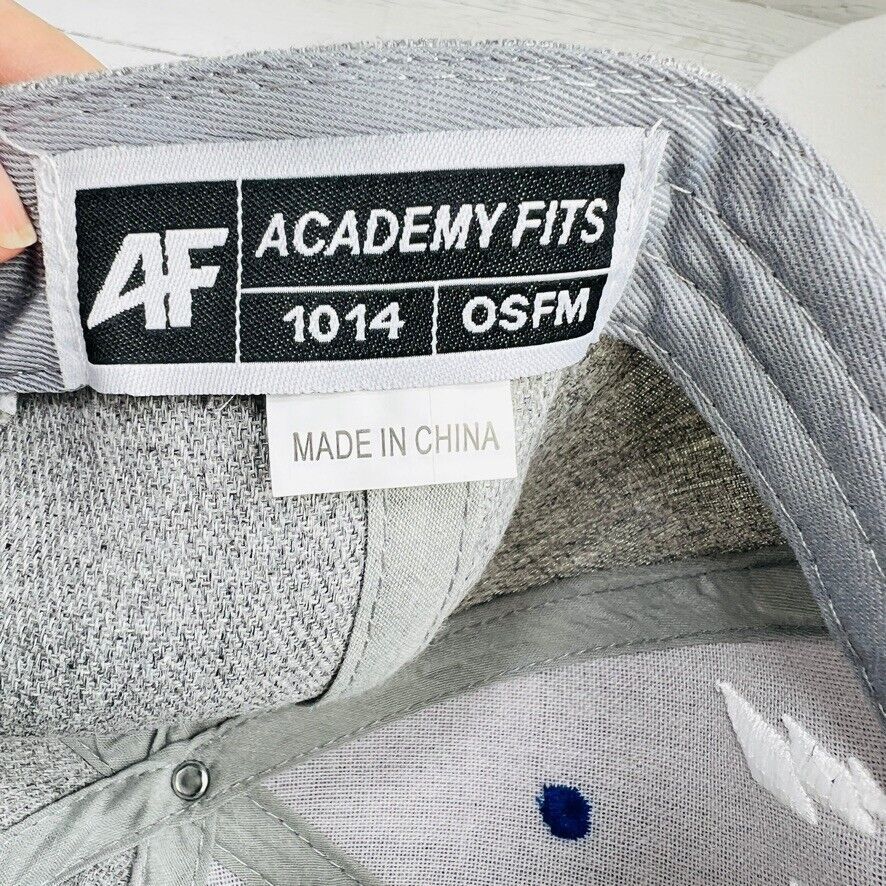 AF
ACADEMY FITS
1014 OSFM
MADE IN CHINA